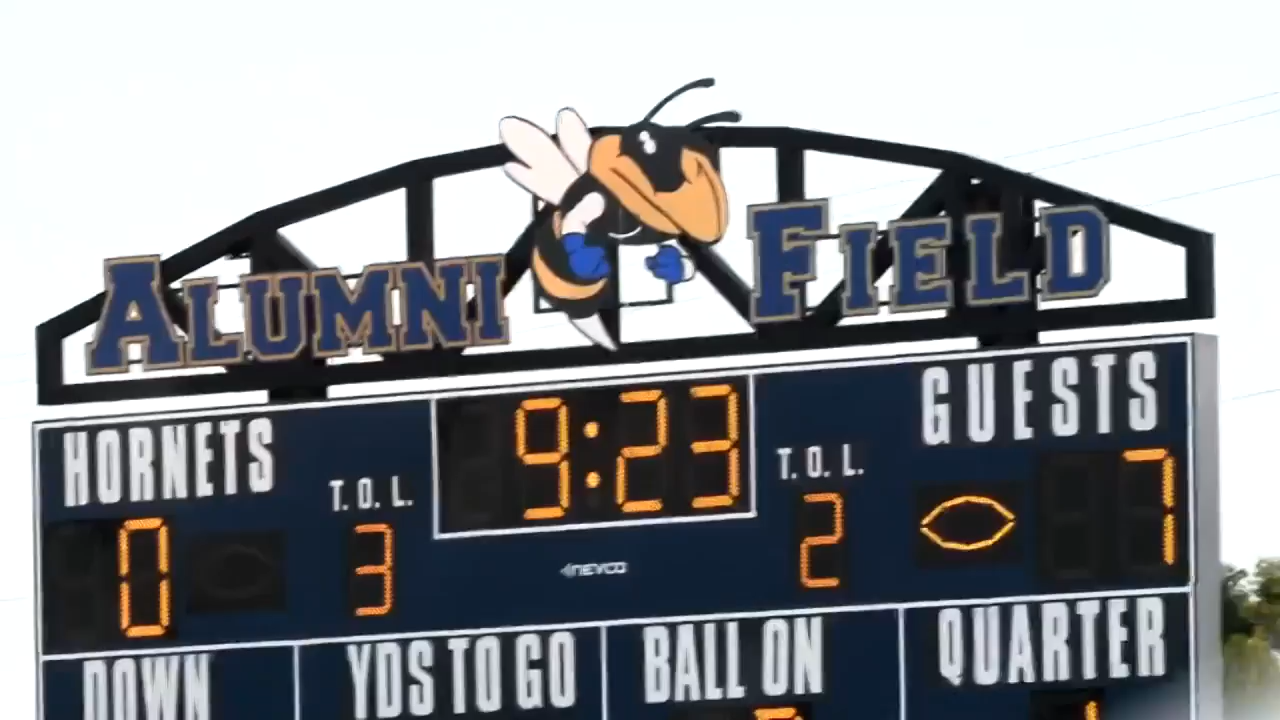 ALUMNI FIELD
HORNETS 9:23 GUESTS
T.O.L. T.O.L.
0 3 2 7
NEVCO
DOWN YDS TO GO BALL ON QUARTER